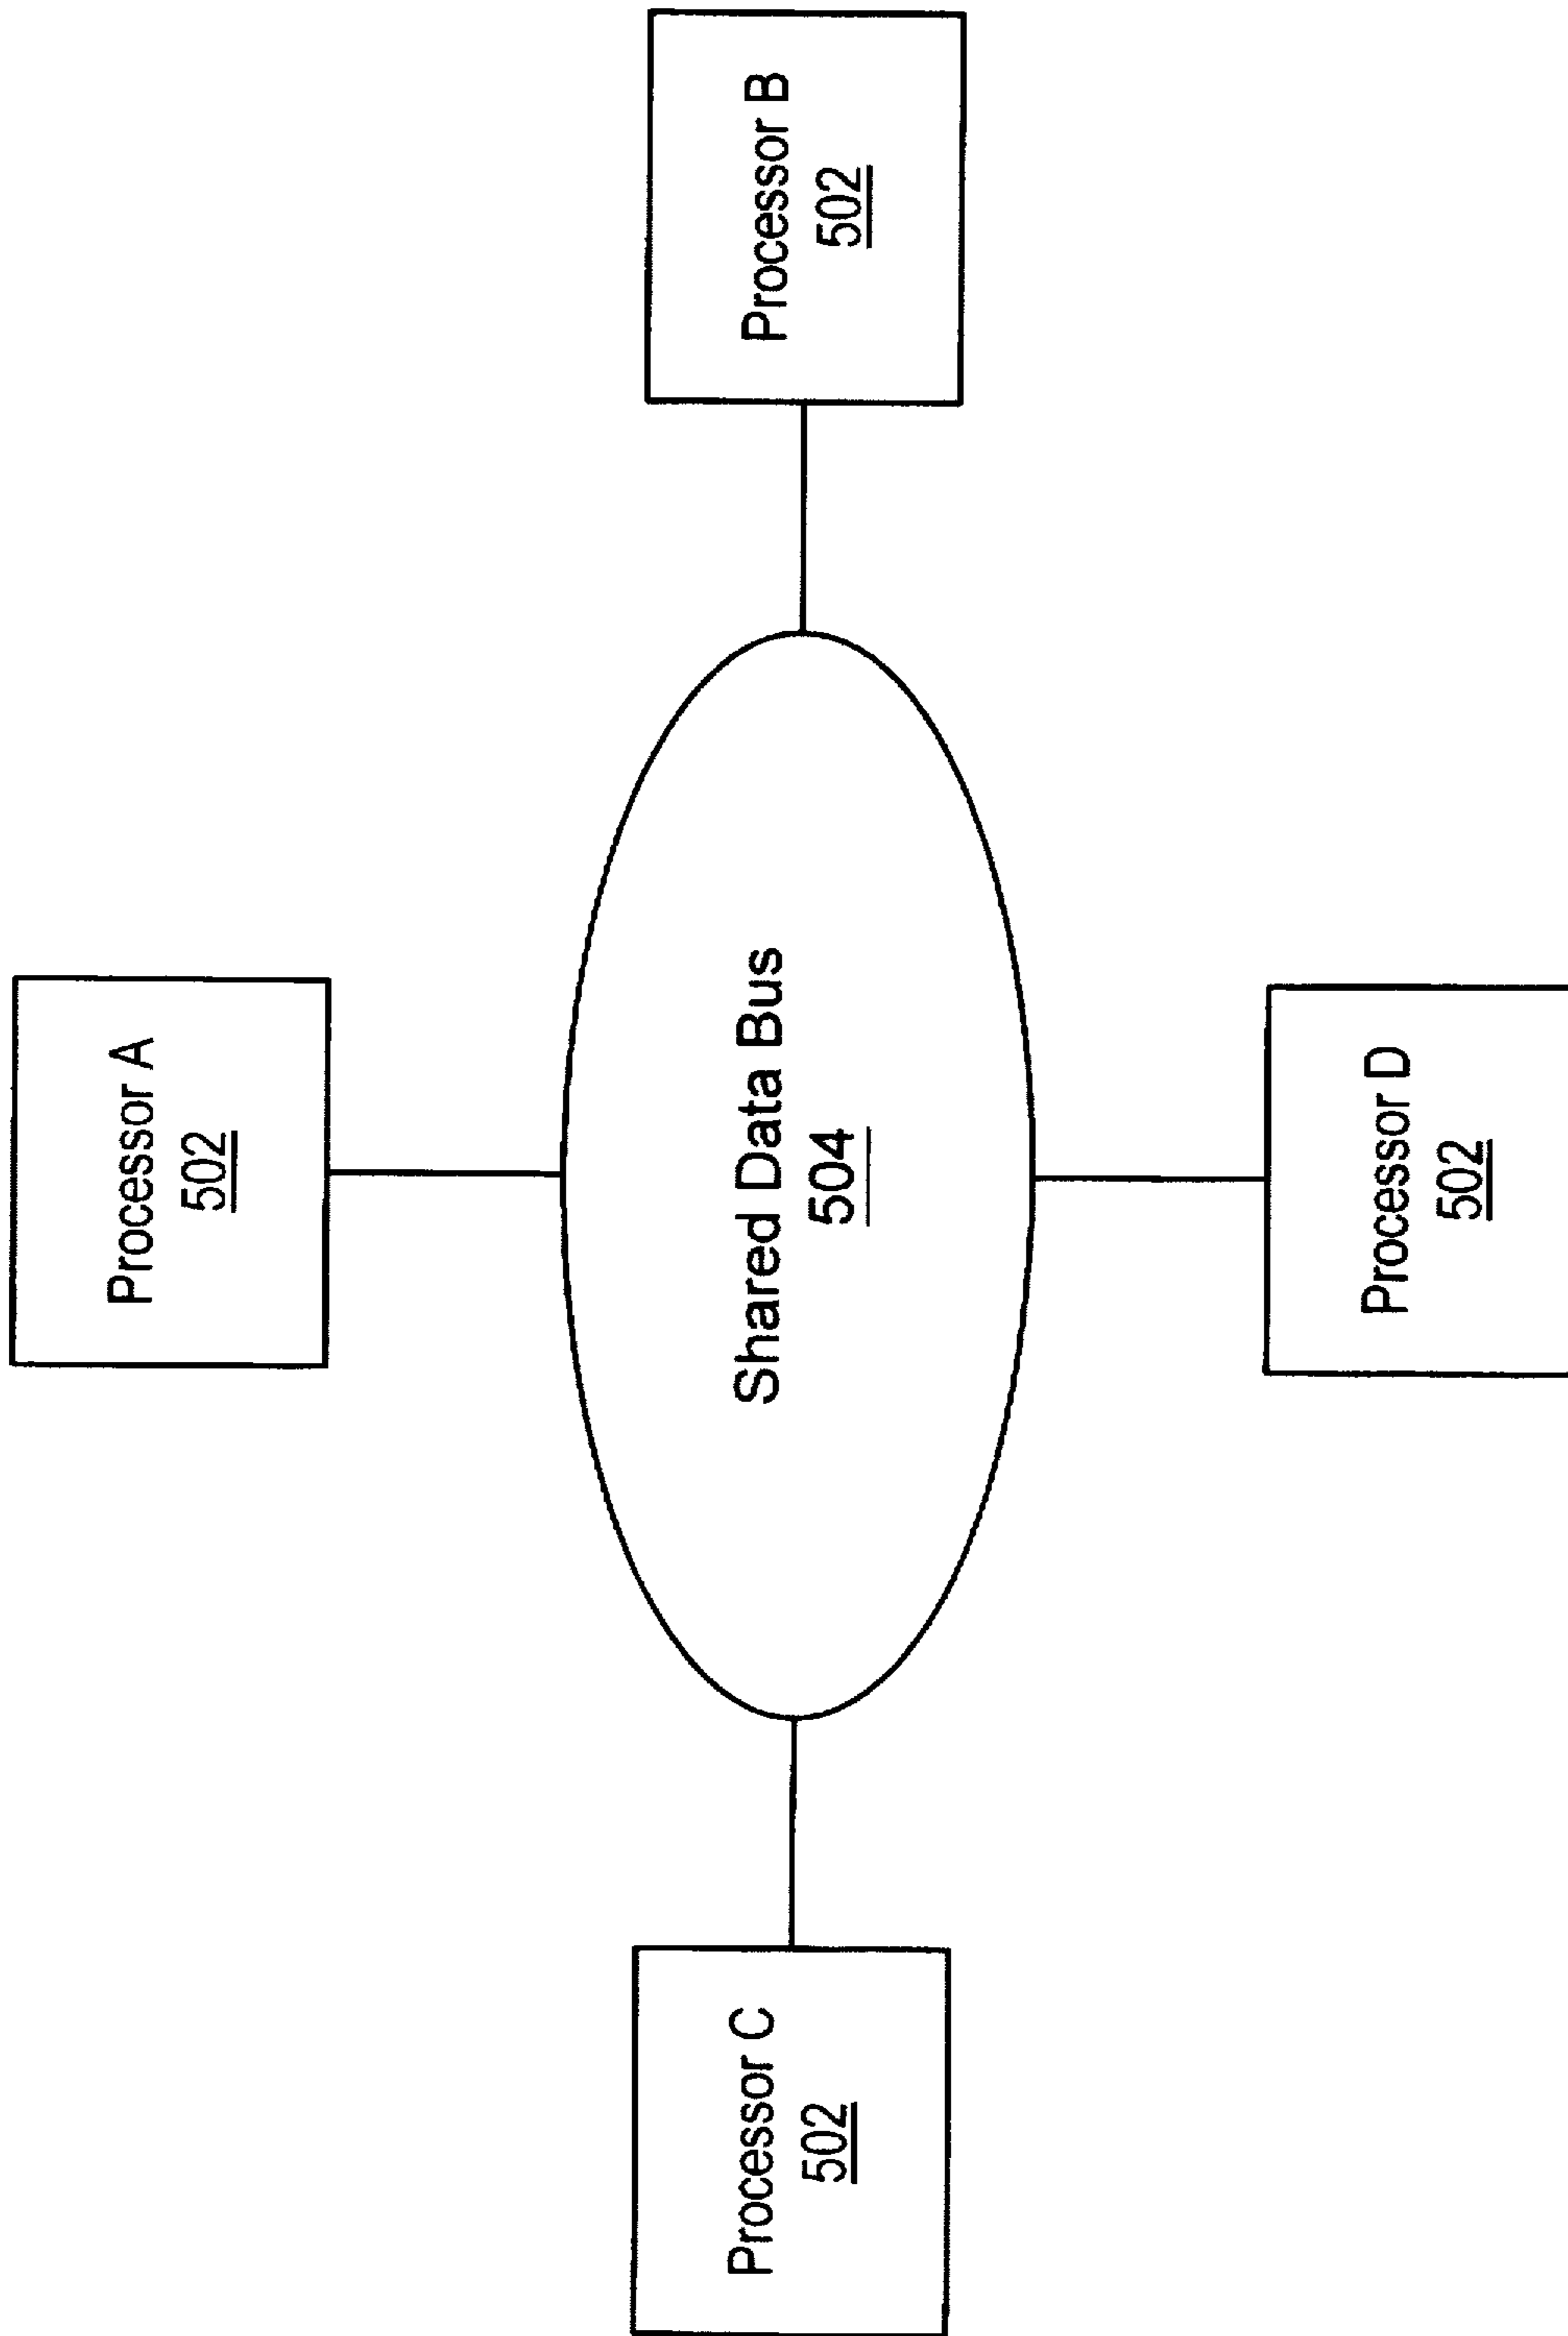 Processor A
502
Processor C
502
Shared Data Bus
504
Processor B
502
Processor D
502